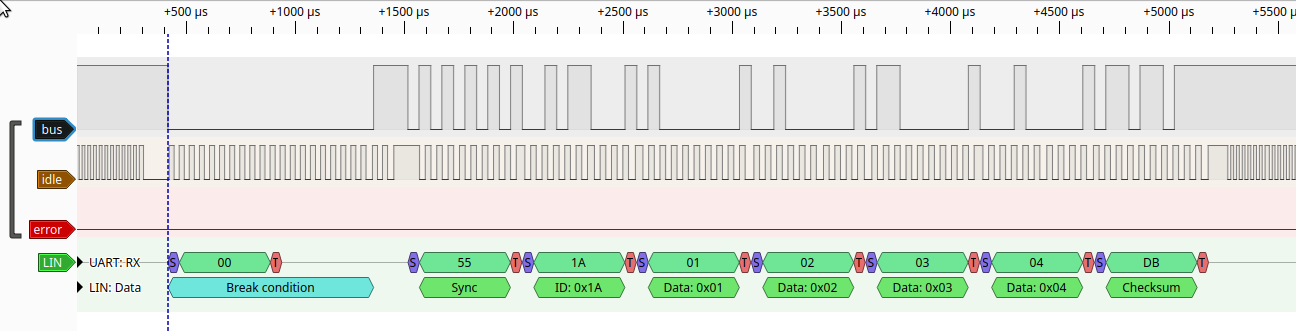 +500 µs +1000 µs +1500 µs +2000 µs +2500 µs +3000 µs +3500 µs +4000 µs +4500 µs +5000 µs +5500 µ
bus
idle
error
LIN UART: RX S 00 T S 55 T S 1A T S 01 T S 02 T S 03 T S 04 T S DB T
LIN: Data Break condition Sync ID: 0x1A Data: 0x01 Data: 0x02 Data: 0x03 Data: 0x04 Checksum